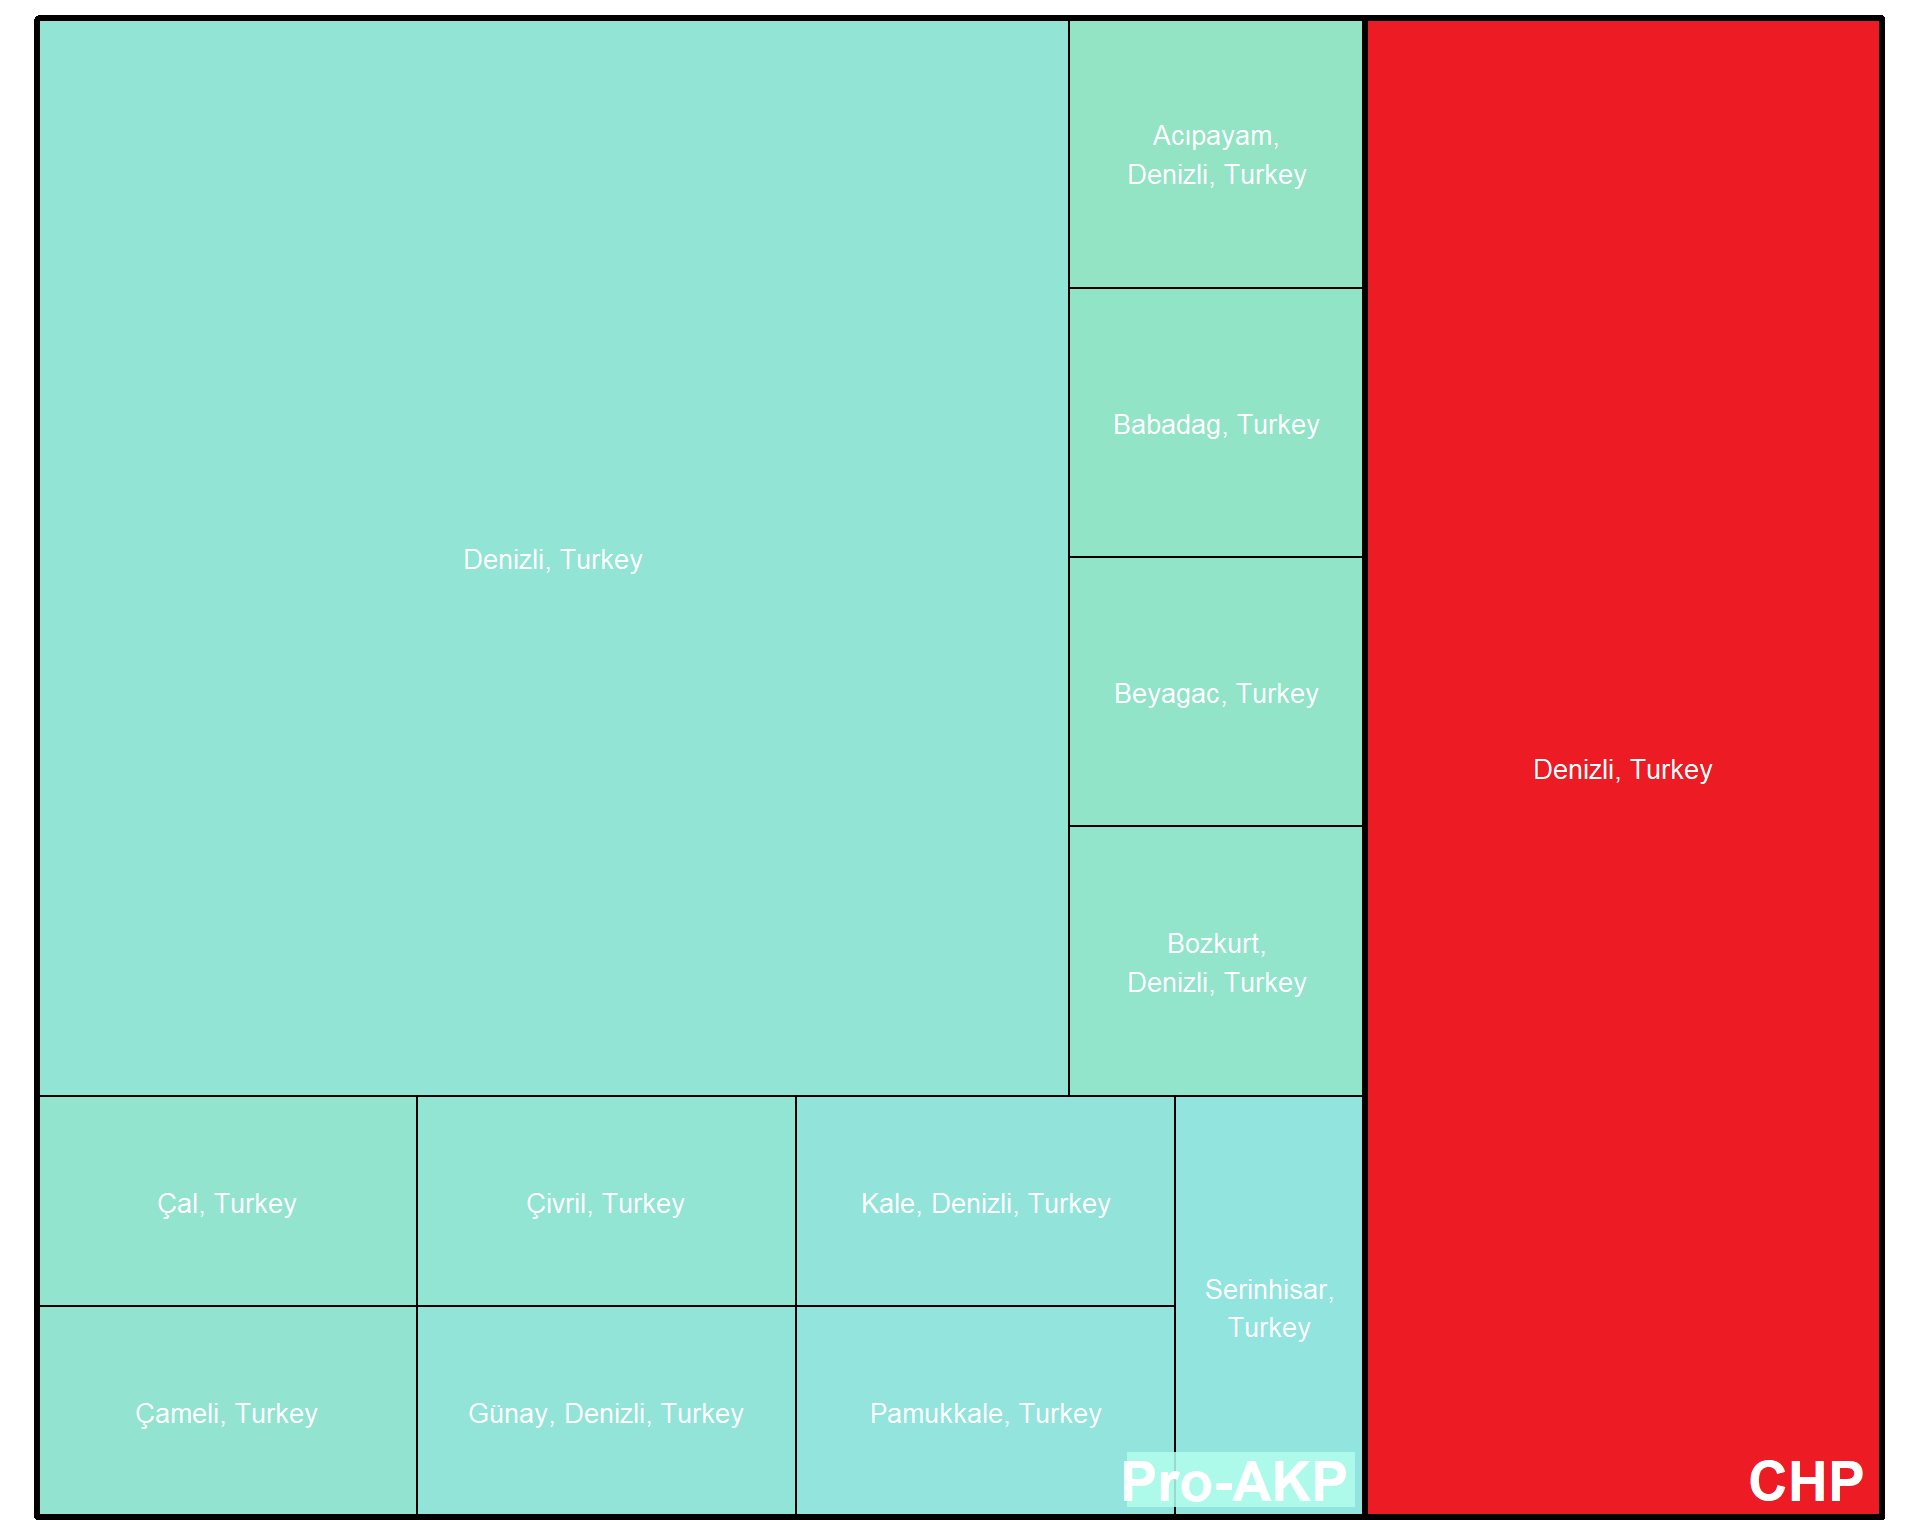 Denizli, Turkey
Acıpayam,
Denizli, Turkey
Babadag, Turkey
Beyagac, Turkey
Bozkurt,
Denizli, Turkey
Çal, Turkey
Çivril, Turkey
Kale, Denizli, Turkey
Serinhisar,
Turkey
Çameli, Turkey
Günay, Denizli, Turkey
Pamukkale, Turkey
Pro-AKP
Denizli, Turkey
CHP